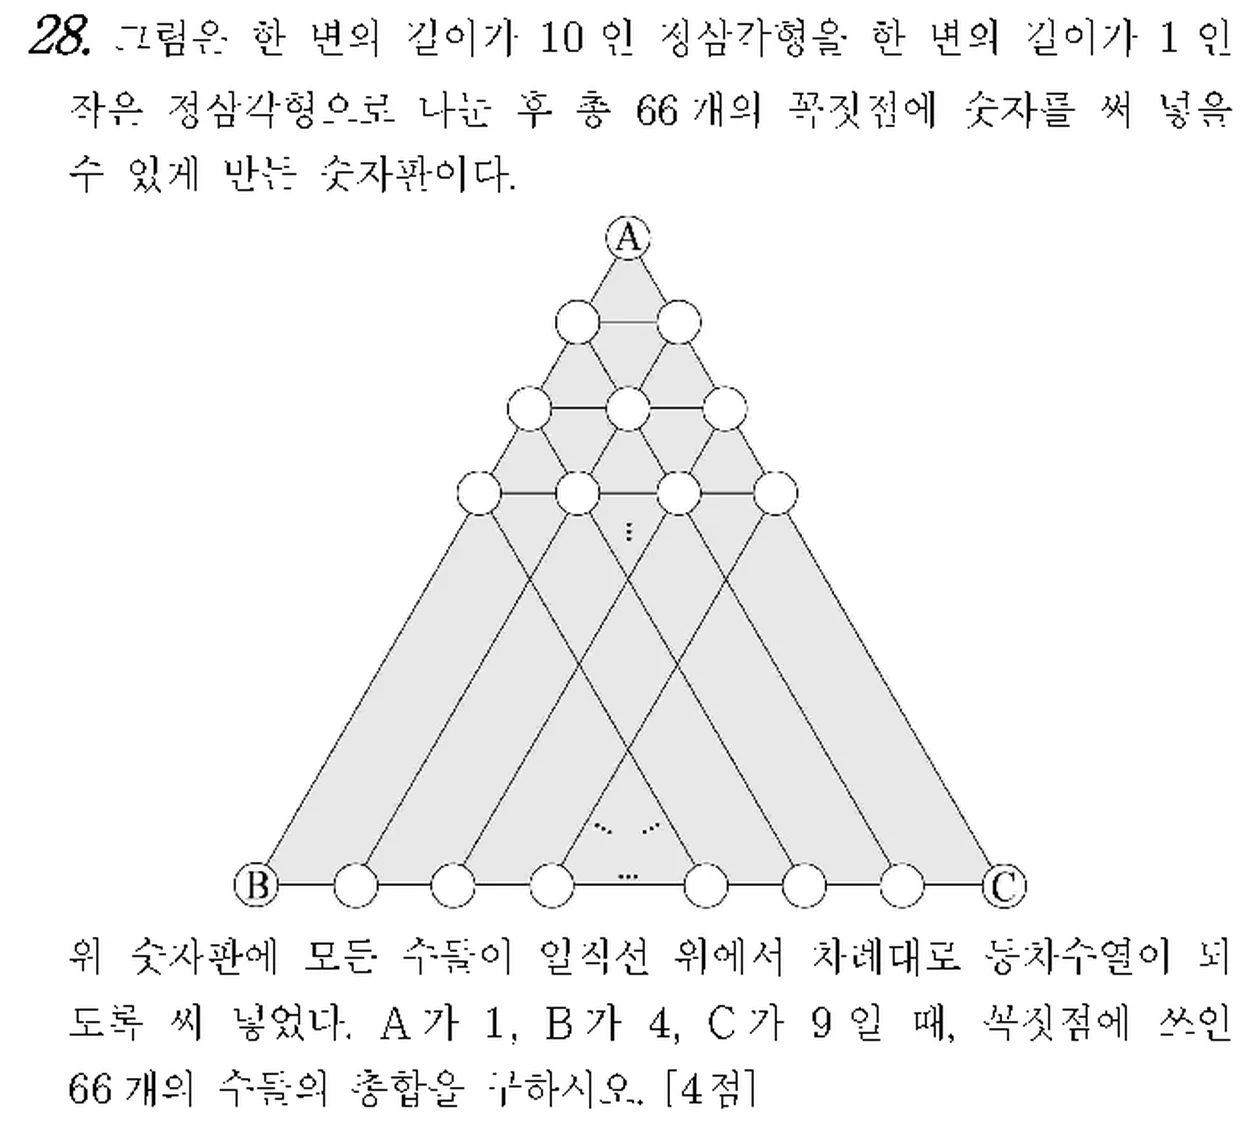 28. 그림은 한 변의 길이가 10 인 정삼각형을 한 변의 길이가 1 인
작은 정삼각형으로 나눈 후 총 66 개의 꼭짓점에 숫자를 써 넣을
수 있게 만든 숫자판이다.
A
⋮
⋱ ⋰
B ⋯ C
위 숫자판에 모든 수들이 일직선 위에서 차례대로 등차수열이 되
도록 써 넣었다. A 가 1, B 가 4, C 가 9 일 때, 꼭짓점에 쓰인
66 개의 수들의 총합을 구하시오. [4점]